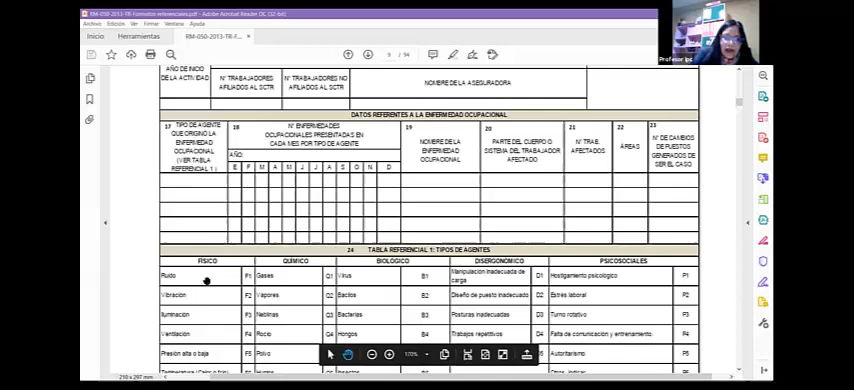 RM-050-2013-TR-Formatos referenciales.pdf - Adobe Acrobat Reader DC (32-bit)
Archivo Edición Ver Firmar Ventana Ayuda
Inicio Herramientas RM-050-2013-TR-F... ×
9 / 94
Profesor ipc
AÑO DE INICIO DE LA ACTIVIDAD
N° TRABAJADORES AFILIADOS AL SCTR
N° TRABAJADORES NO AFILIADOS AL SCTR
NOMBRE DE LA ASEGURADORA
DATOS REFERENTES A LA ENFERMEDAD OCUPACIONAL
17 TIPO DE AGENTE QUE ORIGINO LA ENFERMEDAD OCUPACIONAL (VER TABLA REFERENCIAL 1 )
18 N° ENFERMEDADES OCUPACIONALES PRESENTADAS EN CADA MES POR TIPO DE AGENTE
AÑO:
E F M A M J J A S O N D
19 NOMBRE DE LA ENFERMEDAD OCUPACIONAL
20 PARTE DEL CUERPO O SISTEMA DEL TRABAJADOR AFECTADO
21 N° TRAB. AFECTADOS
22 ÁREAS
23 N° DE CAMBIOS DE PUESTOS GENERADOS DE SER EL CASO
24 TABLA REFERENCIAL 1: TIPOS DE AGENTES
FÍSICO QUÍMICO BIOLÓGICO DISERGONÓMICO PSICOSOCIALES
Ruido F1 Gases Q1 Virus B1 Manipulación inadecuada de carga D1 Hostigamiento psicológico P1
Vibración F2 Vapores Q2 Bacilos B2 Diseño de puesto inadecuado D2 Estrés laboral P2
Iluminación F3 Neblinas Q3 Bacterias B3 Posturas inadecuadas D3 Turno rotativo P3
Ventilación F4 Rocío Q4 Hongos B4 Trabajos repetitivos D4 Falta de comunicación y entrenamiento. P4
Presión alta o baja F5 Polvo Autoritarismo P5
170%
210 x 297 mm